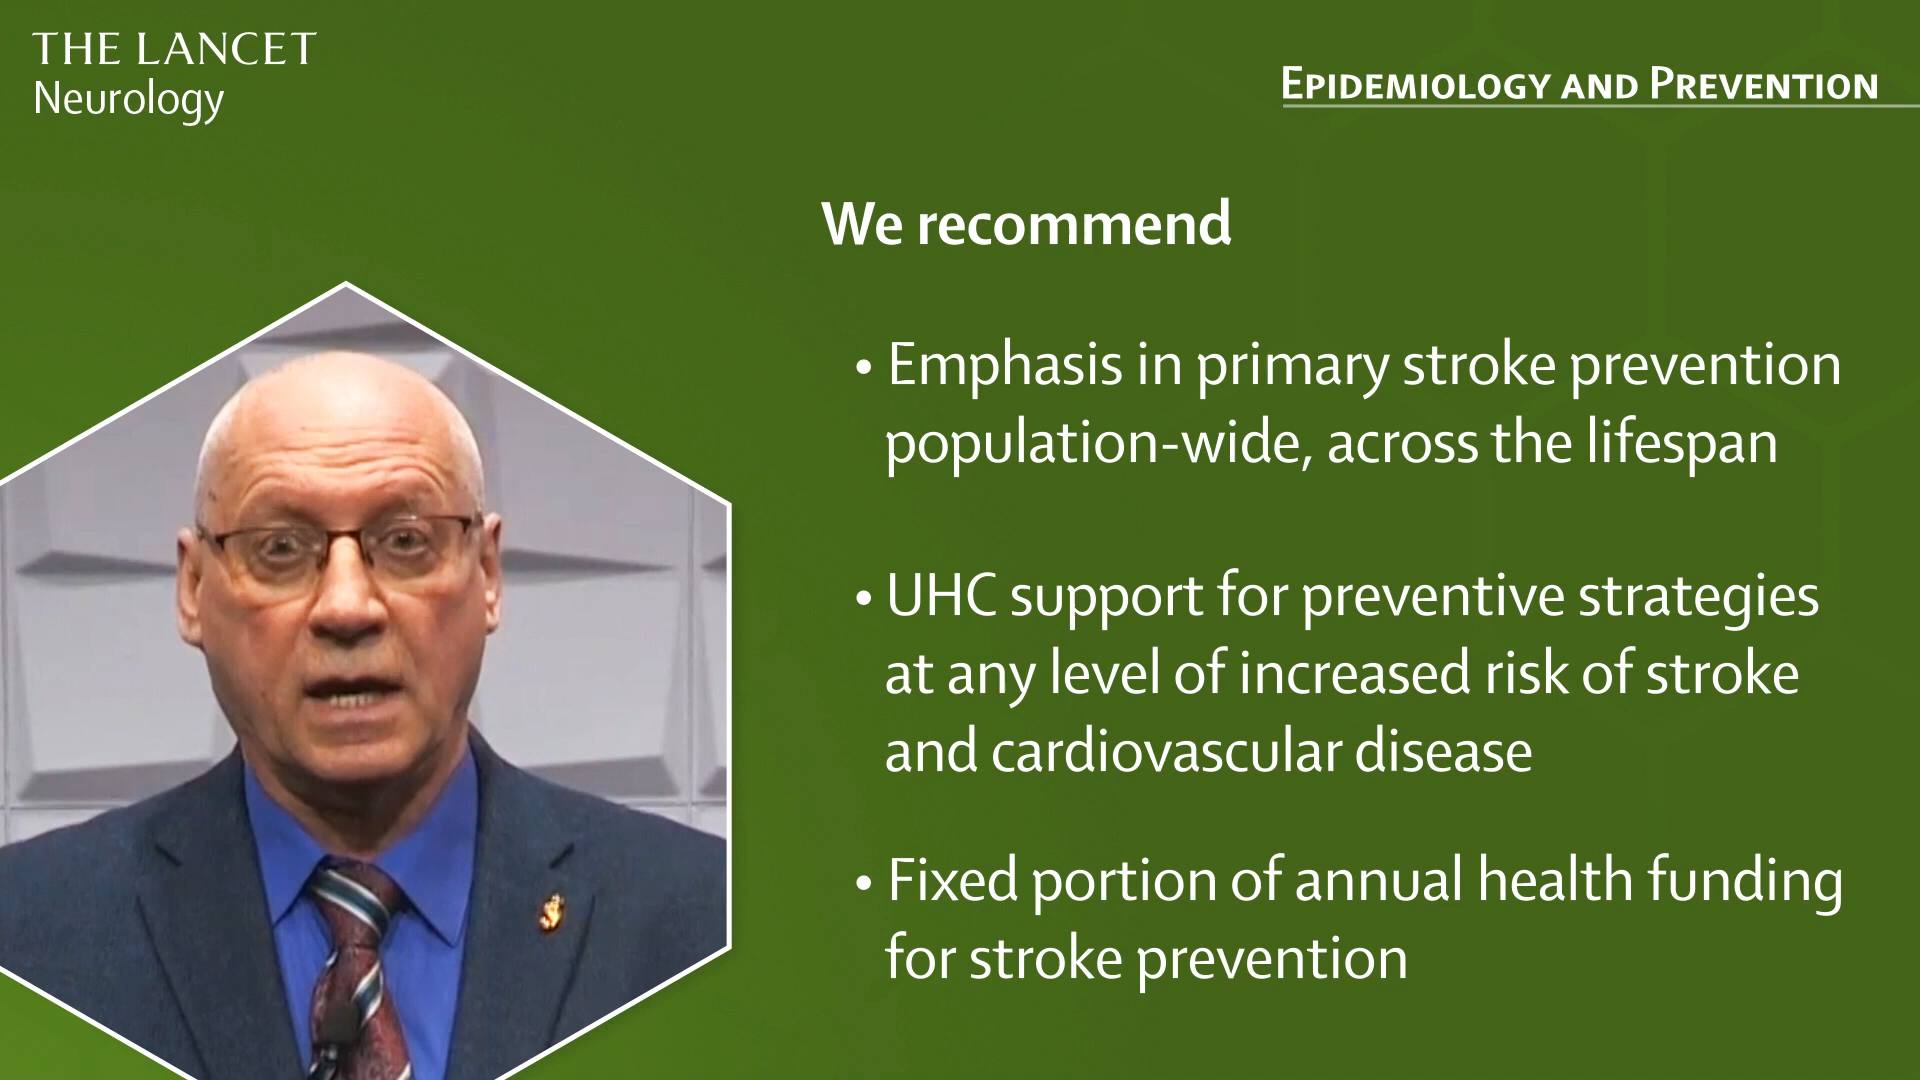 THE LANCET
Neurology
EPIDEMIOLOGY AND PREVENTION
We recommend
• Emphasis in primary stroke prevention
population-wide, across the lifespan
• UHC support for preventive strategies
at any level of increased risk of stroke
and cardiovascular disease
• Fixed portion of annual health funding
for stroke prevention